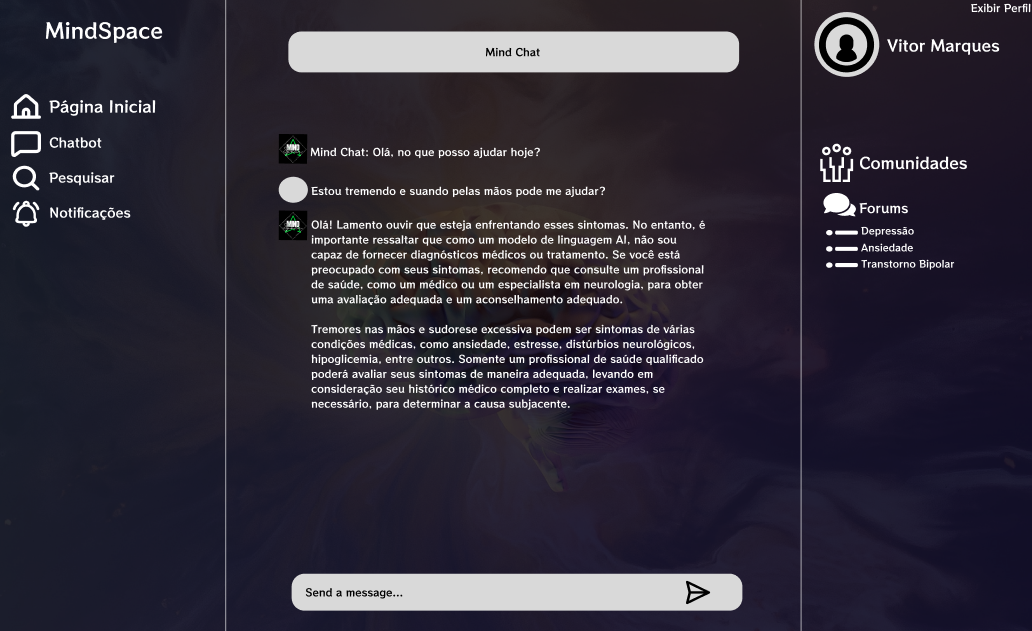 MindSpace
Página Inicial
Chatbot
Pesquisar
Notificações
Mind Chat
Mind Chat: Olá, no que posso ajudar hoje?
Estou tremendo e suando pelas mãos pode me ajudar?
Olá! Lamento ouvir que esteja enfrentando esses sintomas. No entanto, é
importante ressaltar que como um modelo de linguagem AI, não sou
capaz de fornecer diagnósticos médicos ou tratamento. Se você está
preocupado com seus sintomas, recomendo que consulte um profissional
de saúde, como um médico ou um especialista em neurologia, para obter
uma avaliação adequada e um aconselhamento adequado.
Tremores nas mãos e sudorese excessiva podem ser sintomas de várias
condições médicas, como ansiedade, estresse, distúrbios neurológicos,
hipoglicemia, entre outros. Somente um profissional de saúde qualificado
poderá avaliar seus sintomas de maneira adequada, levando em
consideração seu histórico médico completo e realizar exames, se
necessário, para determinar a causa subjacente.
Send a message...
Exibir Perfil
Vitor Marques
Comunidades
Forums
Depressão
Ansiedade
Transtorno Bipolar